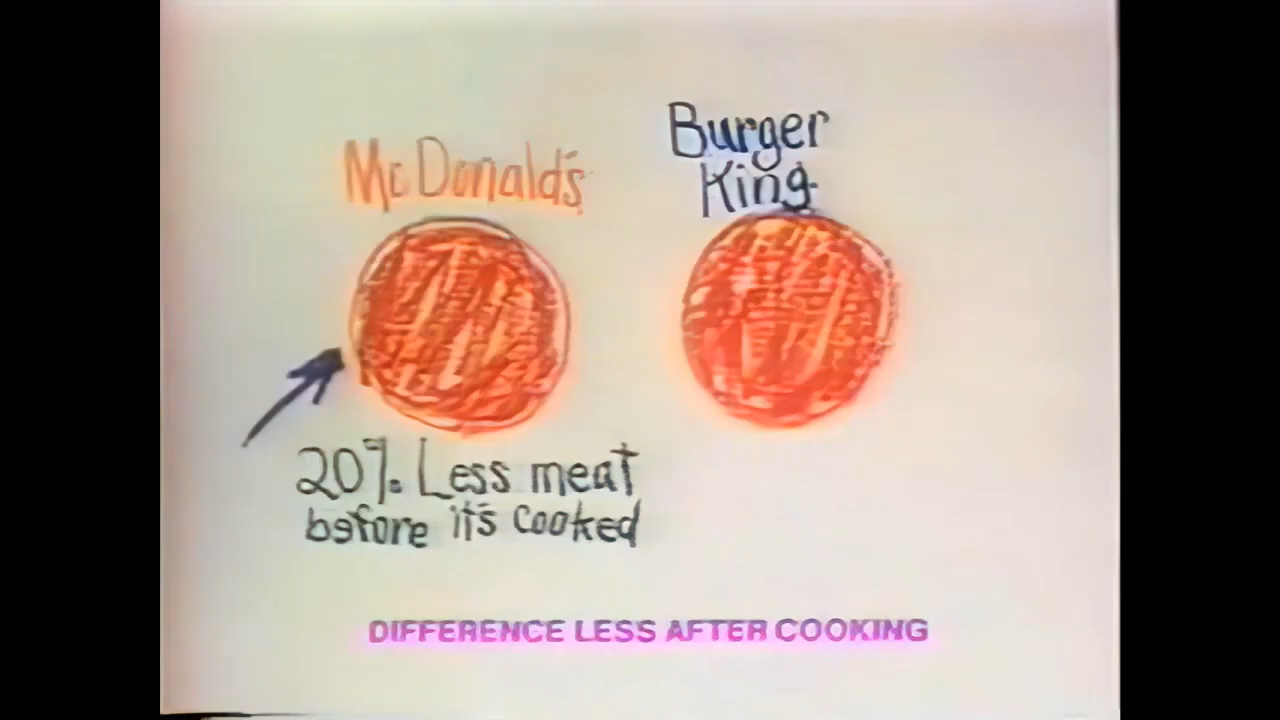 McDonald's
Burger
King
20% Less meat
before it's cooked
DIFFERENCE LESS AFTER COOKING